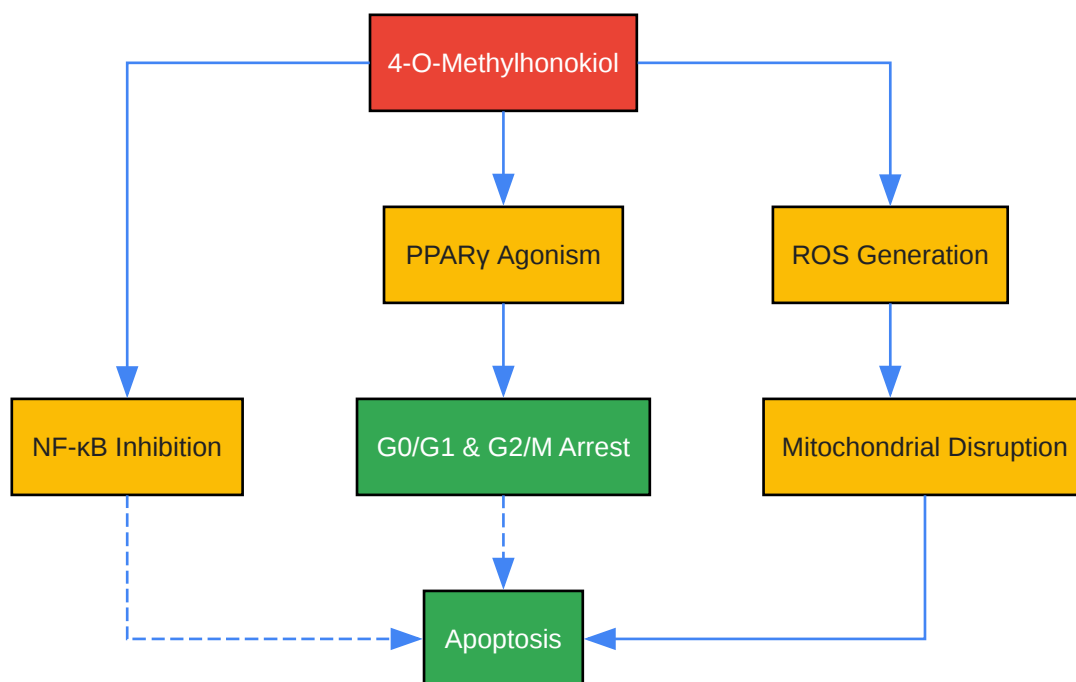 4-O-Methylhonokiol
PPARγ Agonism
ROS Generation
NF-κB Inhibition
G0/G1 & G2/M Arrest
Mitochondrial Disruption
Apoptosis